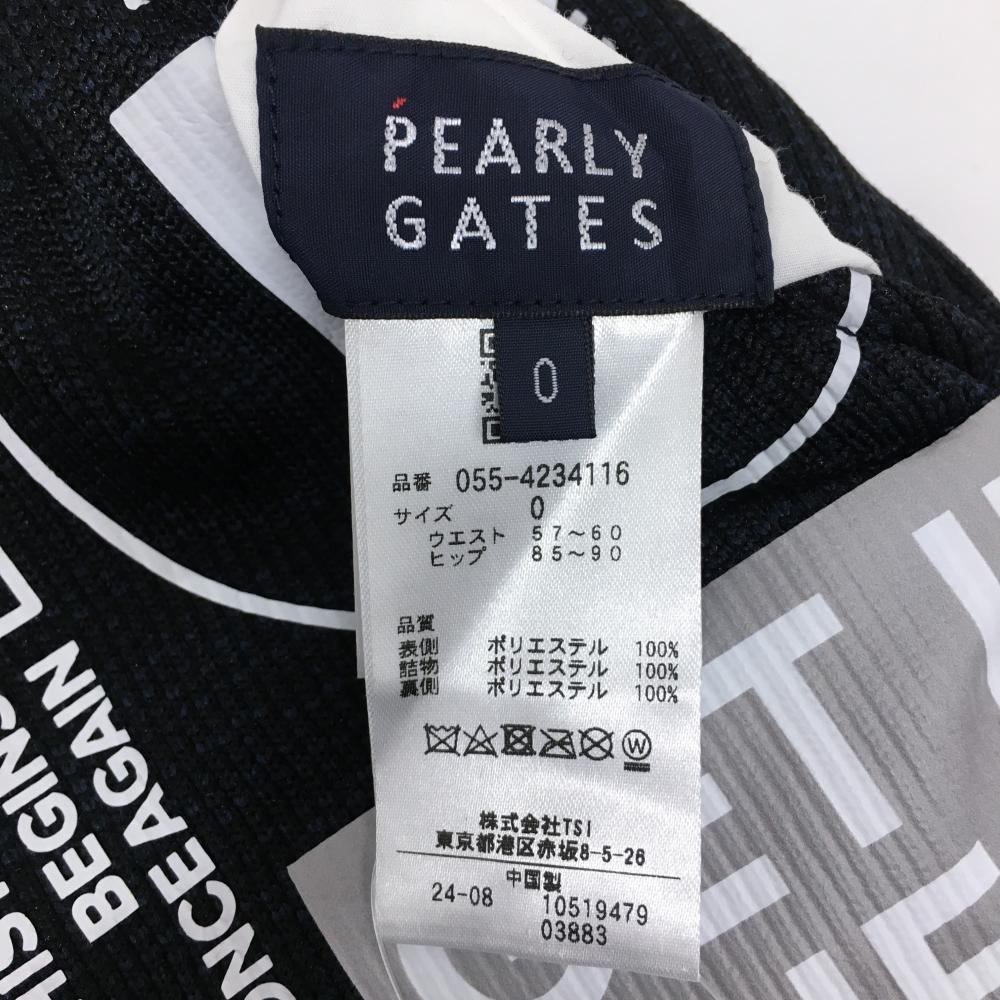 PEARLY
GATES
0
品番 055-4234116
サイズ 0
ウエスト 57～60
ヒップ 85～90
品質
表側 ポリエステル 100%
詰物 ポリエステル 100%
裏側 ポリエステル 100%
W
株式会社TSI
東京都港区赤坂8-5-26
中国製
24-08 10519479
03883
BEGINS
BEGIN
ONCEAGAIN